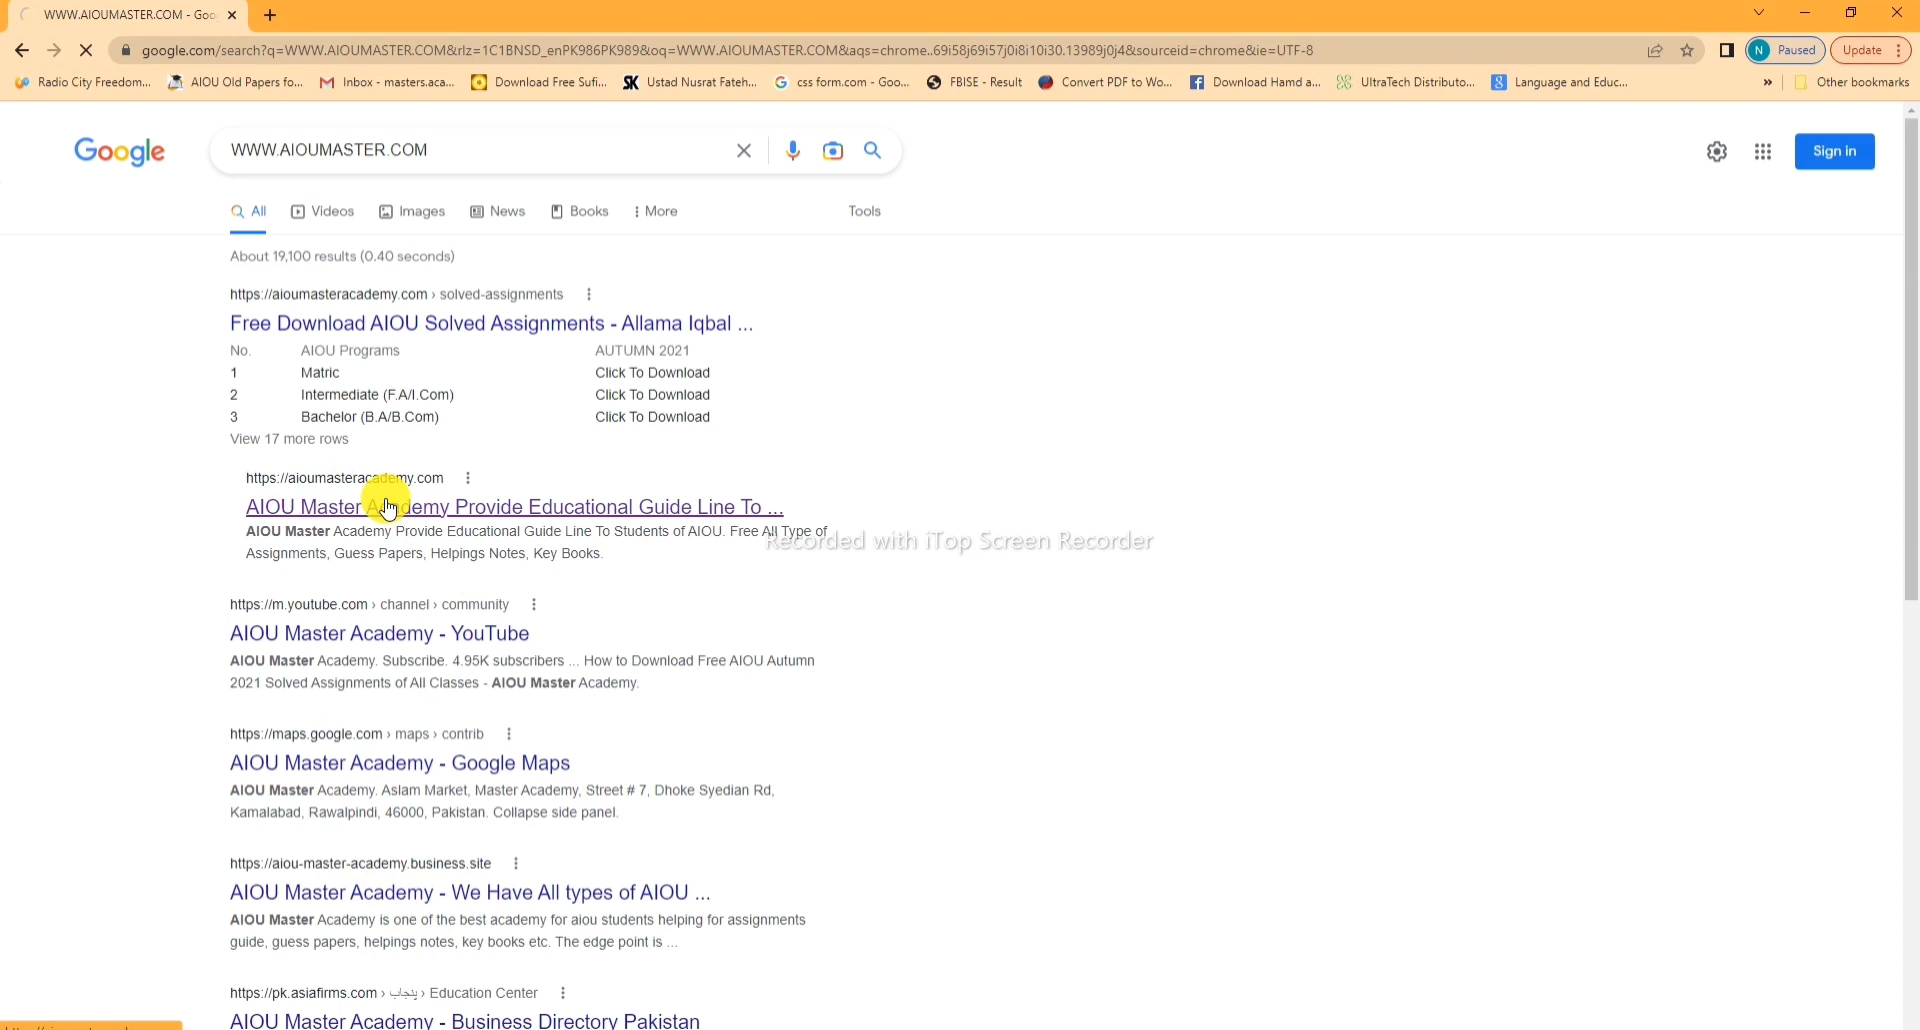 WWW.AIOUMASTER.COM - Goo
google.com/search?q=WWW.AIOUMASTER.COM&rlz=1C1BNSD_enPK986PK989&oq=WWW.AIOUMASTER.COM&aqs=chrome..69i58j69i57j0i8i10i30.13989j0j4&sourceid=chrome&ie=UTF-8
N Paused
Update
Radio City Freedom...
AIOU Old Papers fo...
Inbox - masters.aca...
Download Free Sufi...
SK Ustad Nusrat Fateh...
css form.com - Goo...
FBISE - Result
Convert PDF to Wo...
Download Hamd a...
UltraTech Distributo...
Language and Educ...
»
Other bookmarks
Google
WWW.AIOUMASTER.COM
Sign in
All Videos Images News Books More Tools
About 19,100 results (0.40 seconds)
https://aioumasteracademy.com › solved-assignments
Free Download AIOU Solved Assignments - Allama Iqbal ...
No. AIOU Programs AUTUMN 2021
1 Matric Click To Download
2 Intermediate (F.A/I.Com) Click To Download
3 Bachelor (B.A/B.Com) Click To Download
View 17 more rows
https://aioumasteracademy.com
AIOU Master Academy Provide Educational Guide Line To ...
AIOU Master Academy Provide Educational Guide Line To Students of AIOU. Free All Type of
Assignments, Guess Papers, Helpings Notes, Key Books.
Recorded with iTop Screen Recorder
https://m.youtube.com › channel › community
AIOU Master Academy - YouTube
AIOU Master Academy. Subscribe. 4.95K subscribers ... How to Download Free AIOU Autumn
2021 Solved Assignments of All Classes - AIOU Master Academy.
https://maps.google.com › maps › contrib
AIOU Master Academy - Google Maps
AIOU Master Academy. Aslam Market, Master Academy, Street # 7, Dhoke Syedian Rd,
Kamalabad, Rawalpindi, 46000, Pakistan. Collapse side panel.
https://aiou-master-academy.business.site
AIOU Master Academy - We Have All types of AIOU ...
AIOU Master Academy is one of the best academy for aiou students helping for assignments
guide, guess papers, helpings notes, key books etc. The edge point is ...
https://pk.asiafirms.com › پنجاب › Education Center
AIOU Master Academy - Business Directory Pakistan